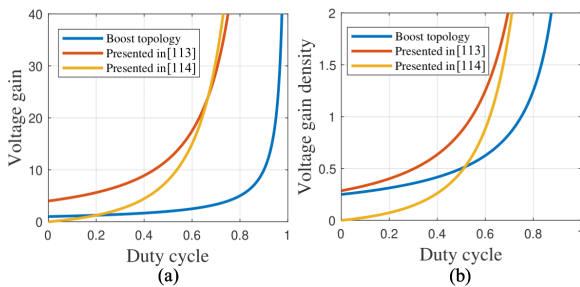 40
30
20
10
0
Voltage gain
Boost topology
Presented in[113]
Presented in[114]
0
0.2
0.4
0.6
0.8
1
Duty cycle
(a)
2
1.5
1
0.5
0
Voltage gain density
Boost topology
Presented in[113]
Presented in[114]
0
0.2
0.4
0.6
0.8
1
Duty cycle
(b)